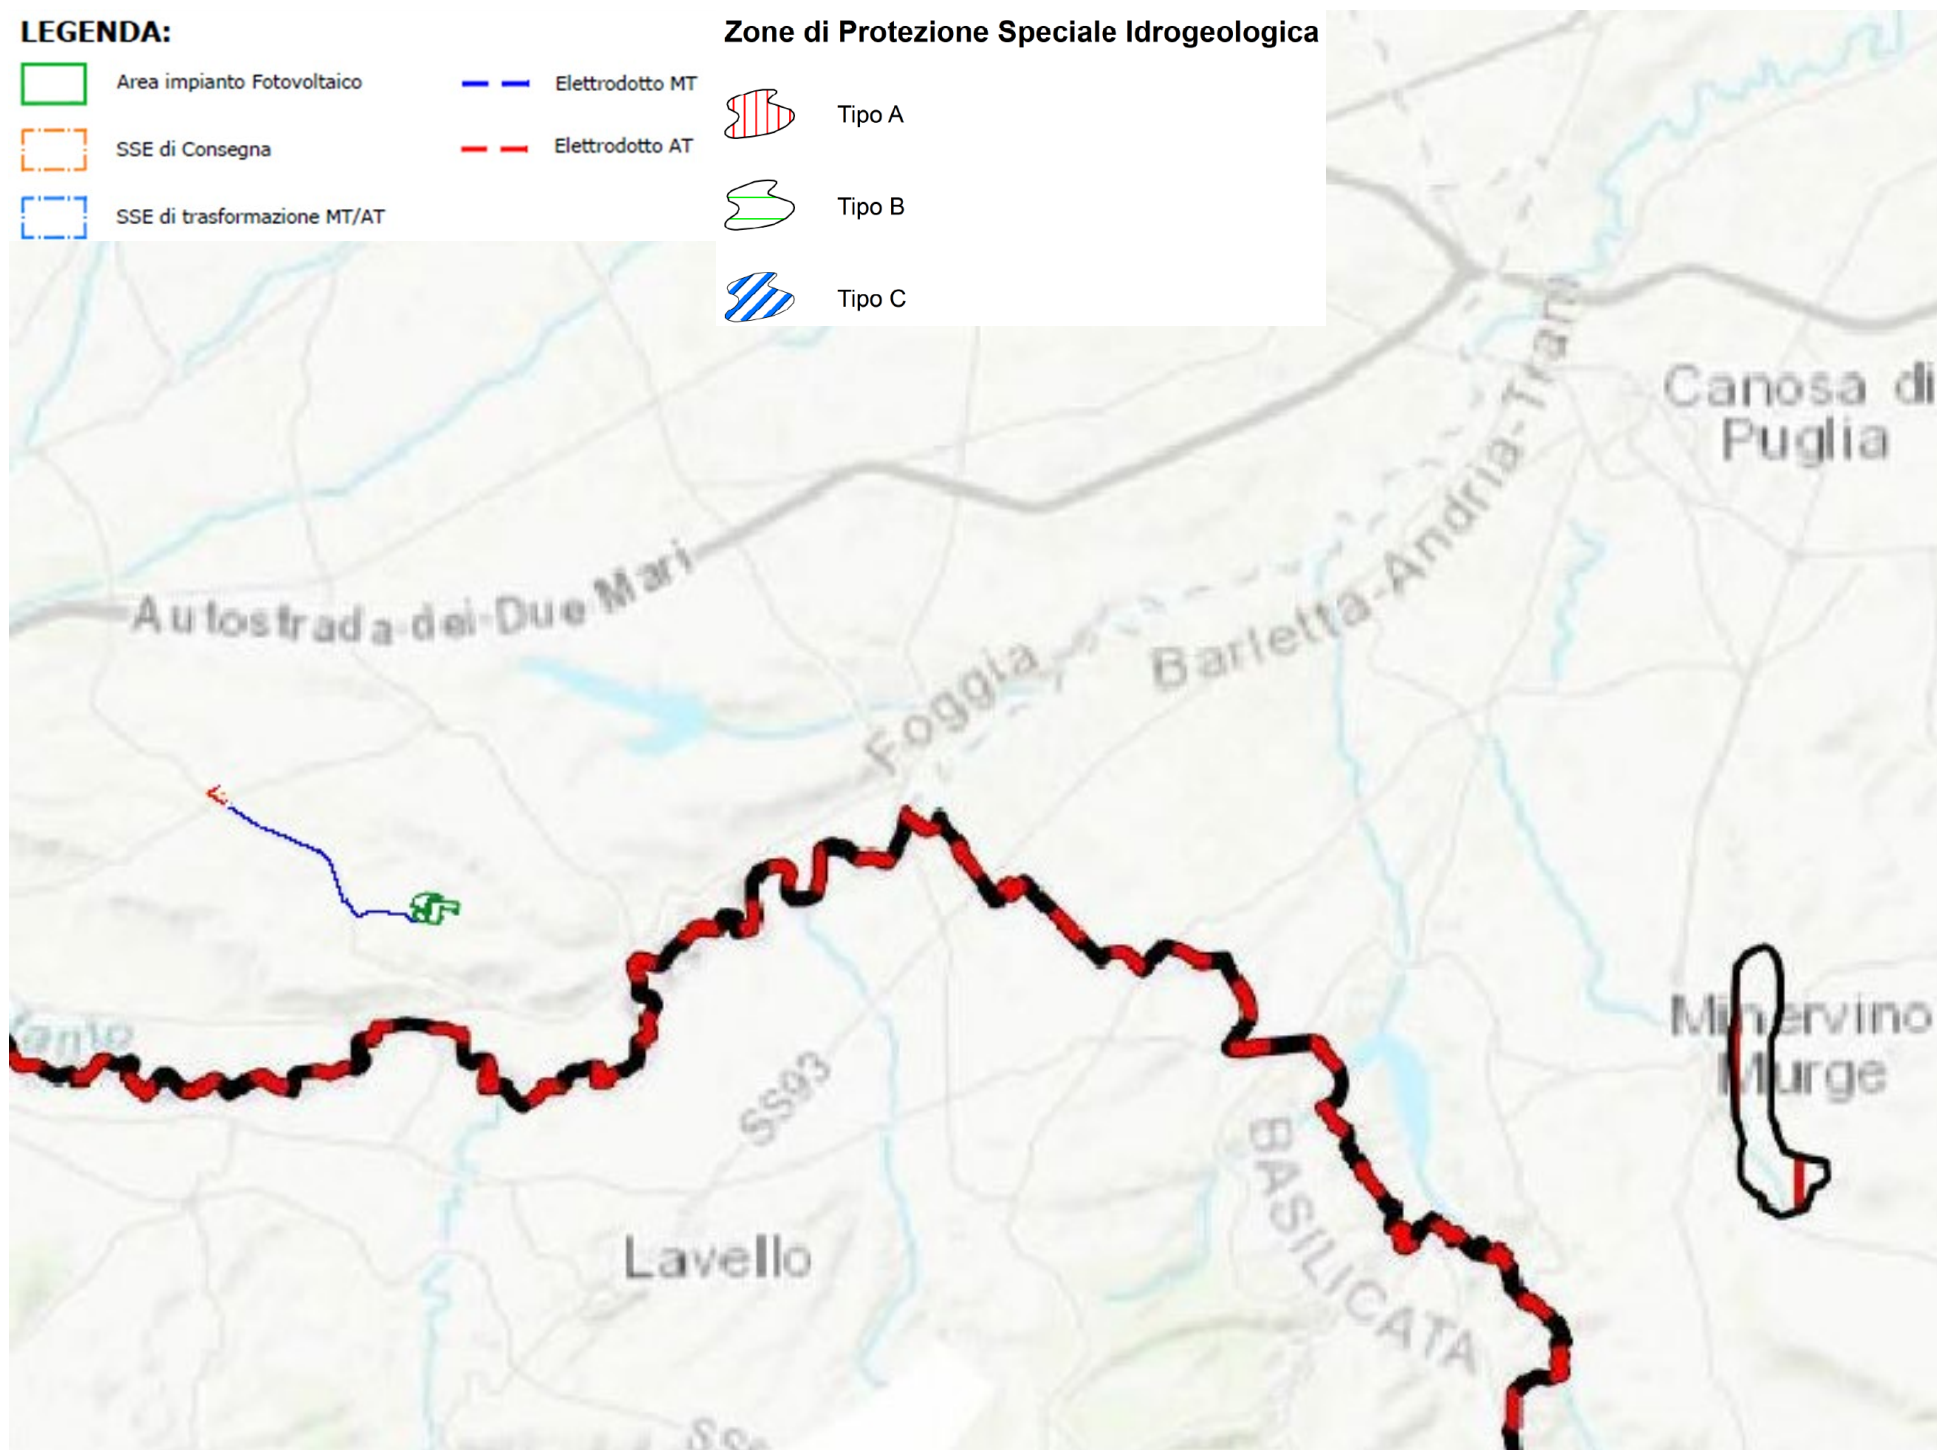 LEGENDA:
Area impianto Fotovoltaico
SSE di Consegna
SSE di trasformazione MT/AT
Elettrodotto MT
Elettrodotto AT
Zone di Protezione Speciale Idrogeologica
Tipo A
Tipo B
Tipo C
Canosa di
Puglia
Autostrada dei Due Mari
Foggia
Barletta-Andria-Trani
Minervino
Murge
SS93
BASILICATA
Lavello